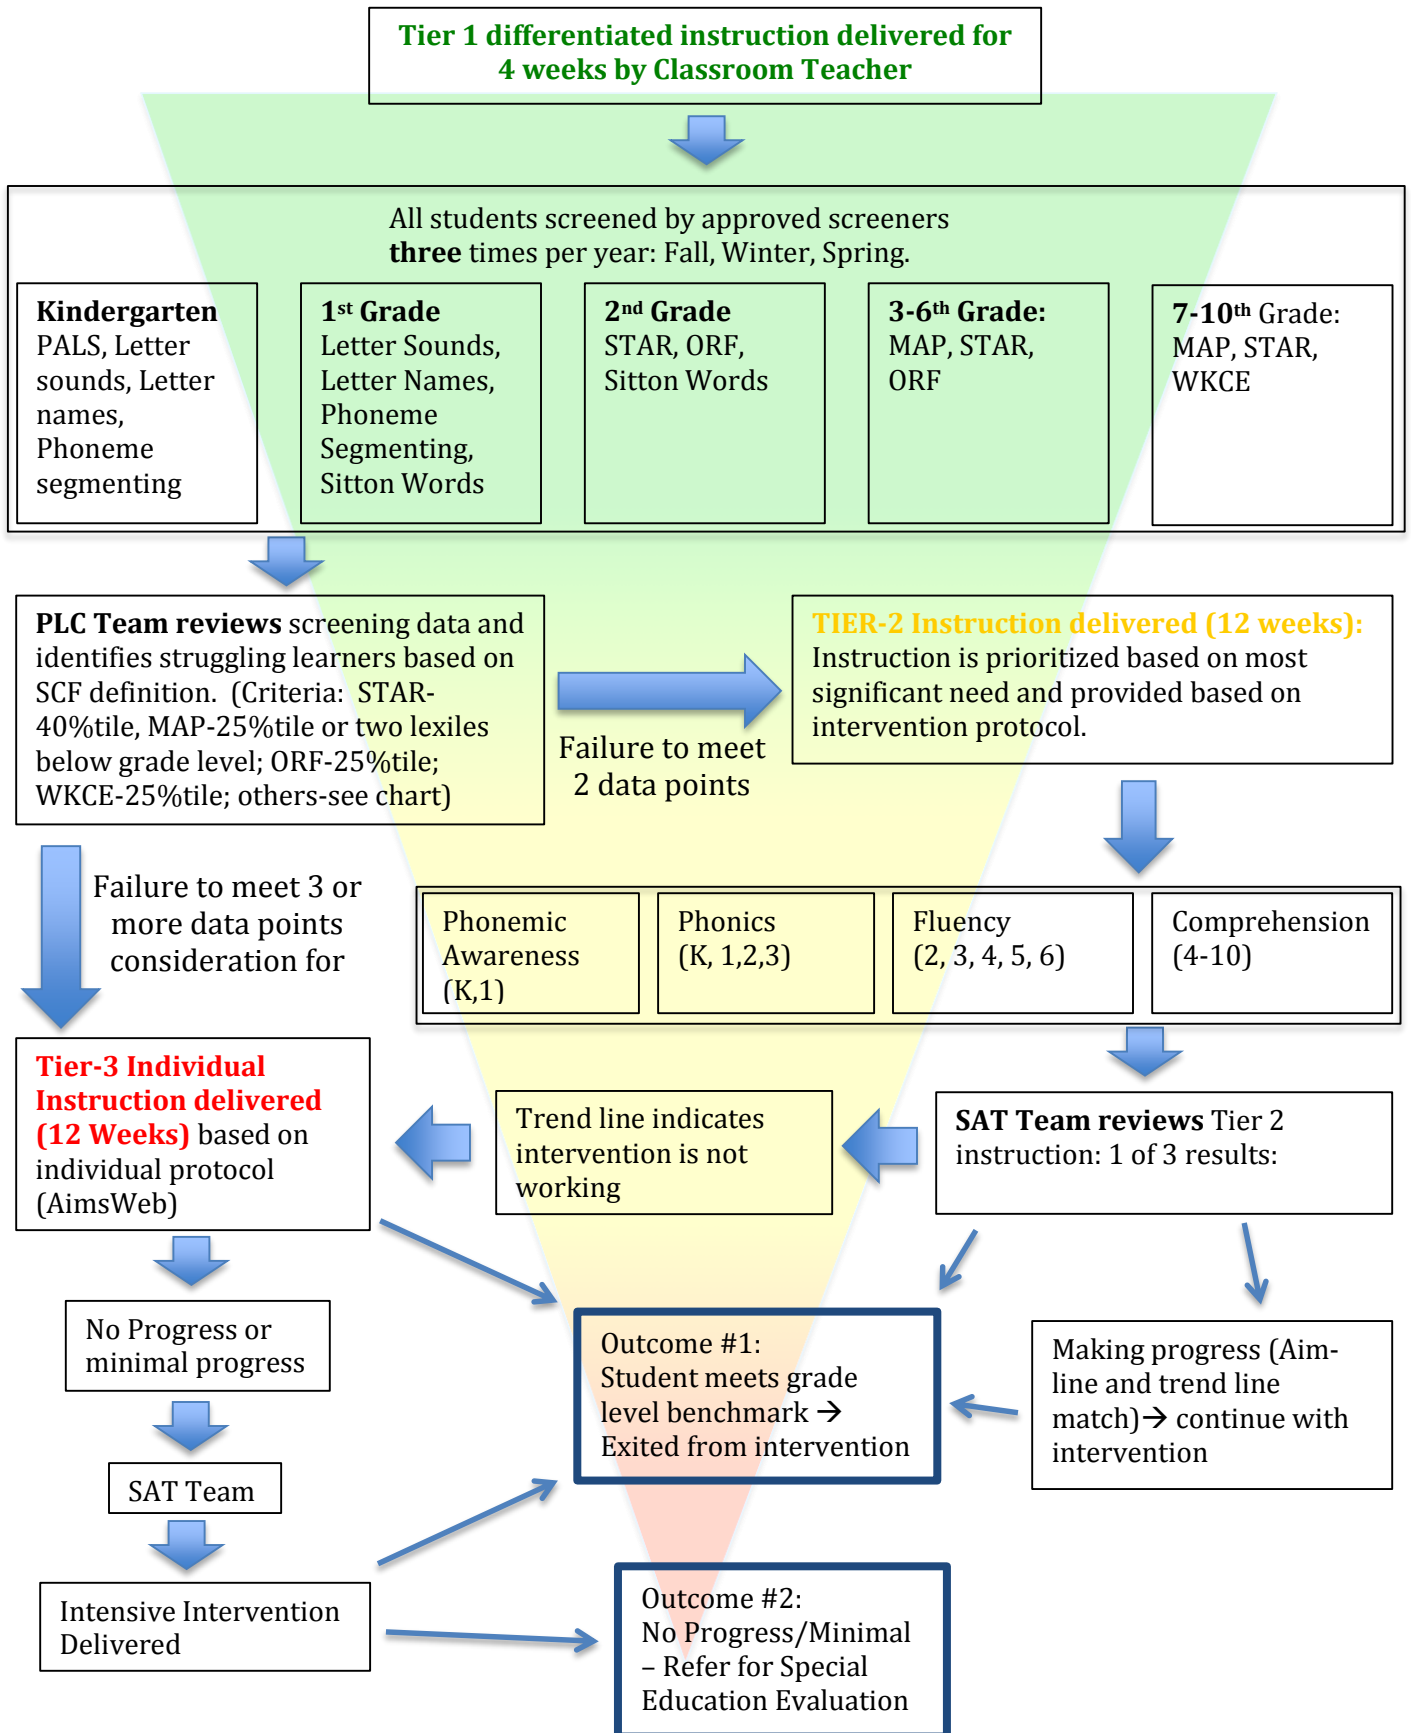 Tier 1 differentiated instruction delivered for
4 weeks by Classroom Teacher
All students screened by approved screeners
three times per year: Fall, Winter, Spring.
Kindergarten
PALS, Letter
sounds, Letter
names,
Phoneme
segmenting
1st Grade
Letter Sounds,
Letter Names,
Phoneme
Segmenting,
Sitton Words
2nd Grade
STAR, ORF,
Sitton Words
3-6th Grade:
MAP, STAR,
ORF
7-10th Grade:
MAP, STAR,
WKCE
PLC Team reviews screening data and
identifies struggling learners based on
SCF definition.  (Criteria:  STAR-
40%tile, MAP-25%tile or two lexiles
below grade level; ORF-25%tile;
WKCE-25%tile; others-see chart)
Failure to meet
2 data points
TIER-2 Instruction delivered (12 weeks):
Instruction is prioritized based on most
significant need and provided based on
intervention protocol.
Failure to meet 3 or
more data points
consideration for
Phonemic
Awareness
(K,1)
Phonics
(K, 1,2,3)
Fluency
(2, 3, 4, 5, 6)
Comprehension
(4-10)
Tier-3 Individual
Instruction delivered
(12 Weeks) based on
individual protocol
(AimsWeb)
Trend line indicates
intervention is not
working
SAT Team reviews Tier 2
instruction: 1 of 3 results:
No Progress or
minimal progress
Outcome #1:
Student meets grade
level benchmark →
Exited from intervention
Making progress (Aim-
line and trend line
match)→ continue with
intervention
SAT Team
Intensive Intervention
Delivered
Outcome #2:
No Progress/Minimal
– Refer for Special
Education Evaluation